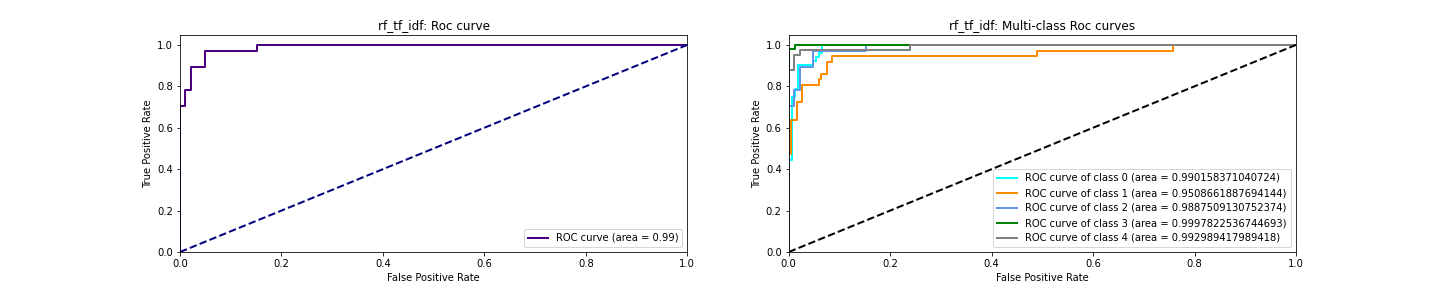 rf_tf_idf: Roc curve
True Positive Rate
1.0
0.8
0.6
0.4
0.2
0.0
ROC curve (area = 0.99)
0.0 0.2 0.4 0.6 0.8 1.0
False Positive Rate
rf_tf_idf: Multi-class Roc curves
True Positive Rate
1.0
0.8
0.6
0.4
0.2
0.0
ROC curve of class 0 (area = 0.990158371040724)
ROC curve of class 1 (area = 0.9508661887694144)
ROC curve of class 2 (area = 0.9887509130752374)
ROC curve of class 3 (area = 0.9997822536744693)
ROC curve of class 4 (area = 0.992989417989418)
0.0 0.2 0.4 0.6 0.8 1.0
False Positive Rate